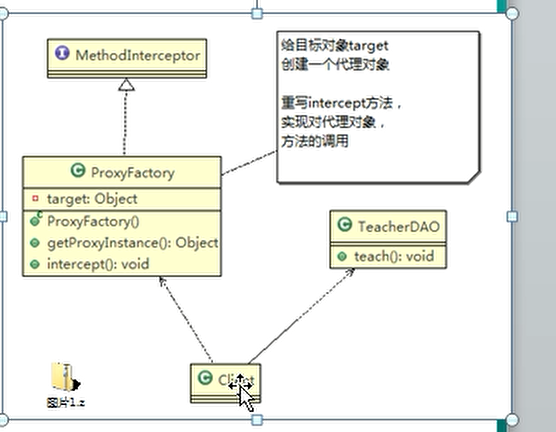 MethodInterceptor
给目标对象target
创建一个代理对象
重写intercept方法，
实现对代理对象，
方法的调用
ProxyFactory
target: Object
ProxyFactory()
getProxyInstance(): Object
intercept(): void
TeacherDAO
teach(): void
Client
图片1.z